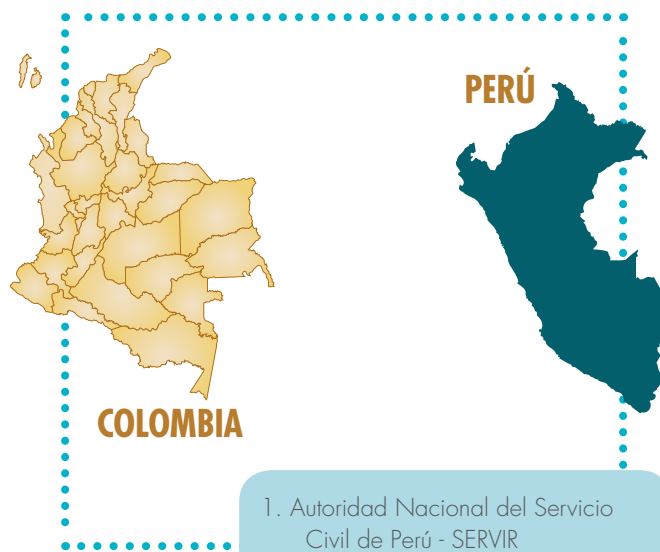 PERÚ
COLOMBIA
1. Autoridad Nacional del Servicio
Civil de Perú - SERVIR